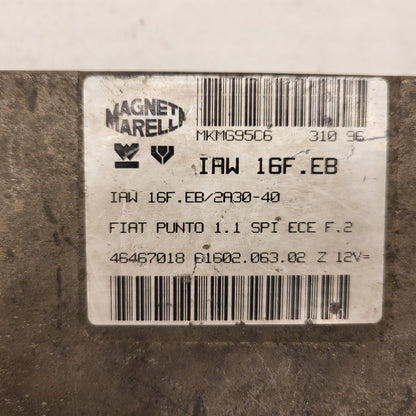 MAGNETI
MARELLI
MKMG95C6 310 96
IAW 16F.EB
IAW 16F.EB/2A30-40
FIAT PUNTO 1.1 SPI ECE F.2
46467018 61602.063.02 Z 12V=